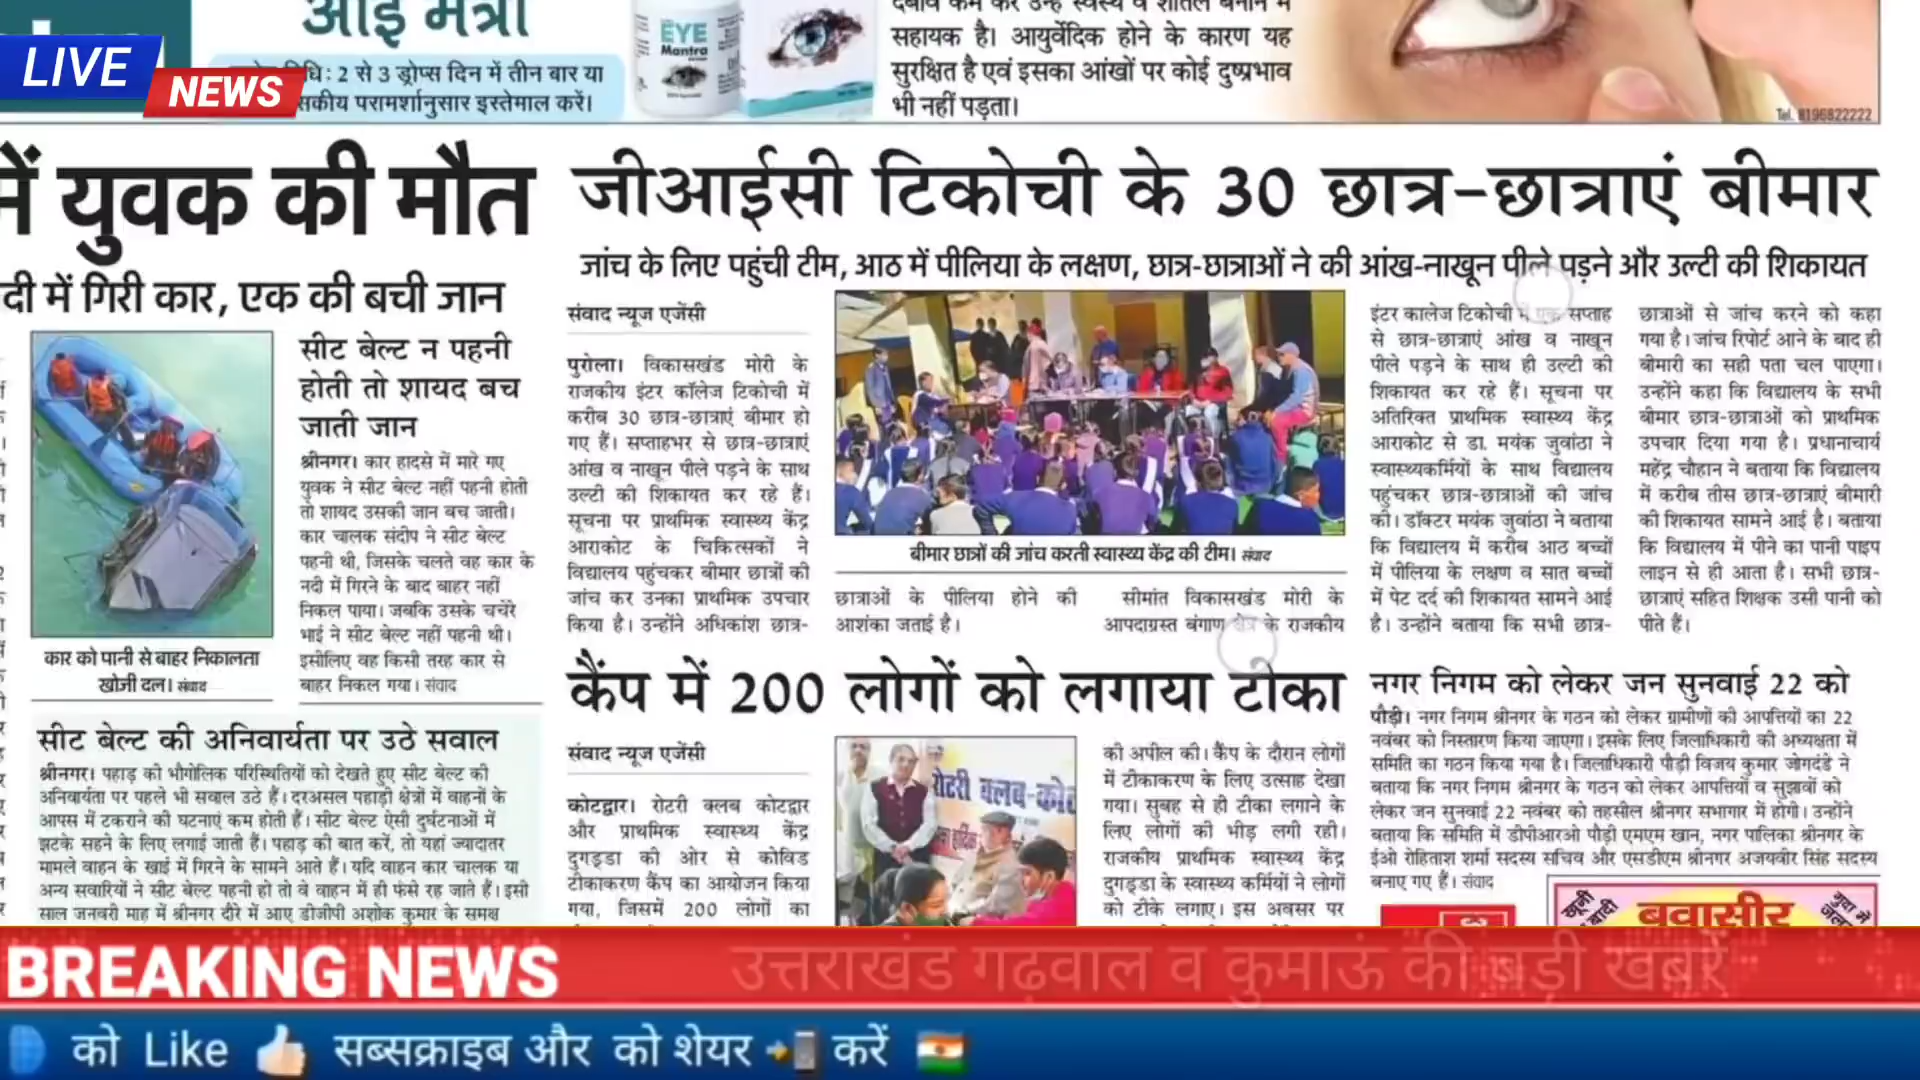 आई मंत्रा
LIVE
NEWS
2 से 3 ड्रोप्स दिन में तीन बार या
परामर्शानुसार इस्तेमाल करें।
EYE
Mantra
सहायक है। आयुर्वेदिक होने के कारण यह
सुरक्षित है एवं इसका आंखों पर कोई दुष्प्रभाव
भी नहीं पड़ता।
Tel. 8196822222
में युवक की मौत
दी में गिरी कार, एक की बची जान
कार को पानी से बाहर निकालता
खोजी दल। संवाद
सीट बेल्ट न पहनी
होती तो शायद बच
जाती जान
श्रीनगर। कार हादसे में मारे गए
युवक ने सीट बेल्ट नहीं पहनी होती
तो शायद उसकी जान बच जाती।
कार चालक संदीप ने सीट बेल्ट
पहनी थी, जिसके चलते वह कार के
नदी में गिरने के बाद बाहर नहीं
निकल पाया। जबकि उसके चचेरे
भाई ने सीट बेल्ट नहीं पहनी थी।
इसीलिए वह किसी तरह कार से
बाहर निकल गया। संवाद
सीट बेल्ट की अनिवार्यता पर उठे सवाल
श्रीनगर। पहाड़ की भौगोलिक परिस्थितियों को देखते हुए सीट बेल्ट की
अनिवार्यता पर पहले भी सवाल उठे हैं। दरअसल पहाड़ी क्षेत्रों में वाहनों के
आपस में टकराने की घटनाएं कम होती हैं। सीट बेल्ट ऐसी दुर्घटनाओं में
झटके सहने के लिए लगाई जाती हैं। पहाड़ की बात करें, तो यहां ज्यादातर
मामले वाहन के खाई में गिरने के सामने आते हैं। यदि वाहन कार चालक या
अन्य सवारियों ने सीट बेल्ट पहनी हो तो वे वाहन में ही फंसे रह जाते हैं। इसी
साल जनवरी माह में श्रीनगर दौरे में आए डीजीपी अशोक कुमार के समक्ष
जीआईसी टिकोची के 30 छात्र-छात्राएं बीमार
जांच के लिए पहुंची टीम, आठ में पीलिया के लक्षण, छात्र-छात्राओं ने की आंख-नाखून पीले पड़ने और उल्टी की शिकायत
संवाद न्यूज एजेंसी
पुरोला। विकासखंड मोरी के
राजकीय इंटर कॉलेज टिकोची में
करीब 30 छात्र-छात्राएं बीमार हो
गए हैं। सप्ताहभर से छात्र-छात्राएं
आंख व नाखून पीले पड़ने के साथ
उल्टी की शिकायत कर रहे हैं।
सूचना पर प्राथमिक स्वास्थ्य केंद्र
आराकोट के चिकित्सकों ने
विद्यालय पहुंचकर बीमार छात्रों की
जांच कर उनका प्राथमिक उपचार
किया है। उन्होंने अधिकांश छात्र-
बीमार छात्रों की जांच करती स्वास्थ्य केंद्र की टीम। संवाद
छात्राओं के पीलिया होने की
आशंका जताई है।
सीमांत विकासखंड मोरी के
आपदाग्रस्त बंगाण क्षेत्र के राजकीय
इंटर कालेज टिकोची में एक सप्ताह
से छात्र-छात्राएं आंख व नाखून
पीले पड़ने के साथ ही उल्टी की
शिकायत कर रहे हैं। सूचना पर
अतिरिक्त प्राथमिक स्वास्थ्य केंद्र
आराकोट से डा. मयंक जुवांठा ने
स्वास्थ्यकर्मियों के साथ विद्यालय
पहुंचकर छात्र-छात्राओं की जांच
की। डॉक्टर मयंक जुवांठा ने बताया
कि विद्यालय में करीब आठ बच्चों
में पीलिया के लक्षण व सात बच्चों
में पेट दर्द की शिकायत सामने आई
है। उन्होंने बताया कि सभी छात्र-
छात्राओं से जांच करने को कहा
गया है। जांच रिपोर्ट आने के बाद ही
बीमारी का सही पता चल पाएगा।
उन्होंने कहा कि विद्यालय के सभी
बीमार छात्र-छात्राओं को प्राथमिक
उपचार दिया गया है। प्रधानाचार्य
महेंद्र चौहान ने बताया कि विद्यालय
में करीब तीस छात्र-छात्राएं बीमारी
की शिकायत सामने आई है। बताया
कि विद्यालय में पीने का पानी पाइप
लाइन से ही आता है। सभी छात्र-
छात्राएं सहित शिक्षक उसी पानी को
पीते हैं।
कैंप में 200 लोगों को लगाया टीका
संवाद न्यूज एजेंसी
कोटद्वार। रोटरी क्लब कोटद्वार
और प्राथमिक स्वास्थ्य केंद्र
दुगड्डा की ओर से कोविड
टीकाकरण कैंप का आयोजन किया
गया, जिसमें 200 लोगों का
रोटरी क्लब-को
की अपील की। कैंप के दौरान लोगों
में टीकाकरण के लिए उत्साह देखा
गया। सुबह से ही टीका लगाने के
लिए लोगों की भीड़ लगी रही।
राजकीय प्राथमिक स्वास्थ्य केंद्र
दुगड्डा के स्वास्थ्य कर्मियों ने लोगों
को टीके लगाए। इस अवसर पर
नगर निगम को लेकर जन सुनवाई 22 को
पौड़ी। नगर निगम श्रीनगर के गठन को लेकर ग्रामीणों की आपत्तियों का 22
नवंबर को निस्तारण किया जाएगा। इसके लिए जिलाधिकारी की अध्यक्षता में
समिति का गठन किया गया है। जिलाधिकारी पौड़ी विजय कुमार जोगदंडे ने
बताया कि नगर निगम श्रीनगर के गठन को लेकर आपत्तियों व सुझावों को
लेकर जन सुनवाई 22 नवंबर को तहसील श्रीनगर सभागार में होगी। उन्होंने
बताया कि समिति में डीपीआरओ पौड़ी एमएम खान, नगर पालिका श्रीनगर के
ईओ रोहिताश शर्मा सदस्य सचिव और एसडीएम श्रीनगर अजयवीर सिंह सदस्य
बनाए गए हैं। संवाद
बवासीर
BREAKING NEWS
उत्तराखंड गढ़वाल व कुमाऊं की बड़ी खबरें
को Like 👍🏻 सब्सक्राइब और को शेयर 📲 करें 🇮🇳